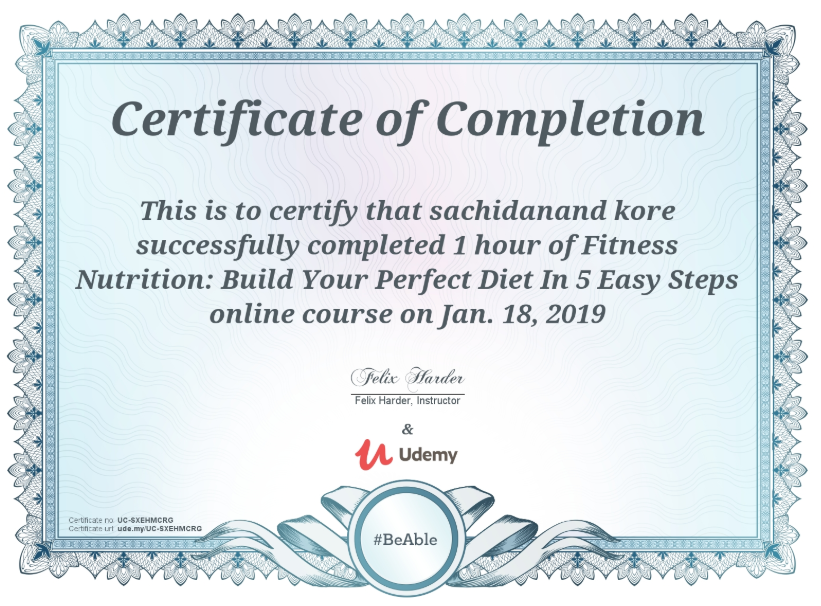 Certificate of Completion
This is to certify that sachidanand kore
successfully completed 1 hour of Fitness
Nutrition: Build Your Perfect Diet In 5 Easy Steps
online course on Jan. 18, 2019
Felix Harder
Felix Harder, Instructor
&
Udemy
Certificate no: UC-SXEHMCRG
Certificate url: ude.my/UC-SXEHMCRG
#BeAble